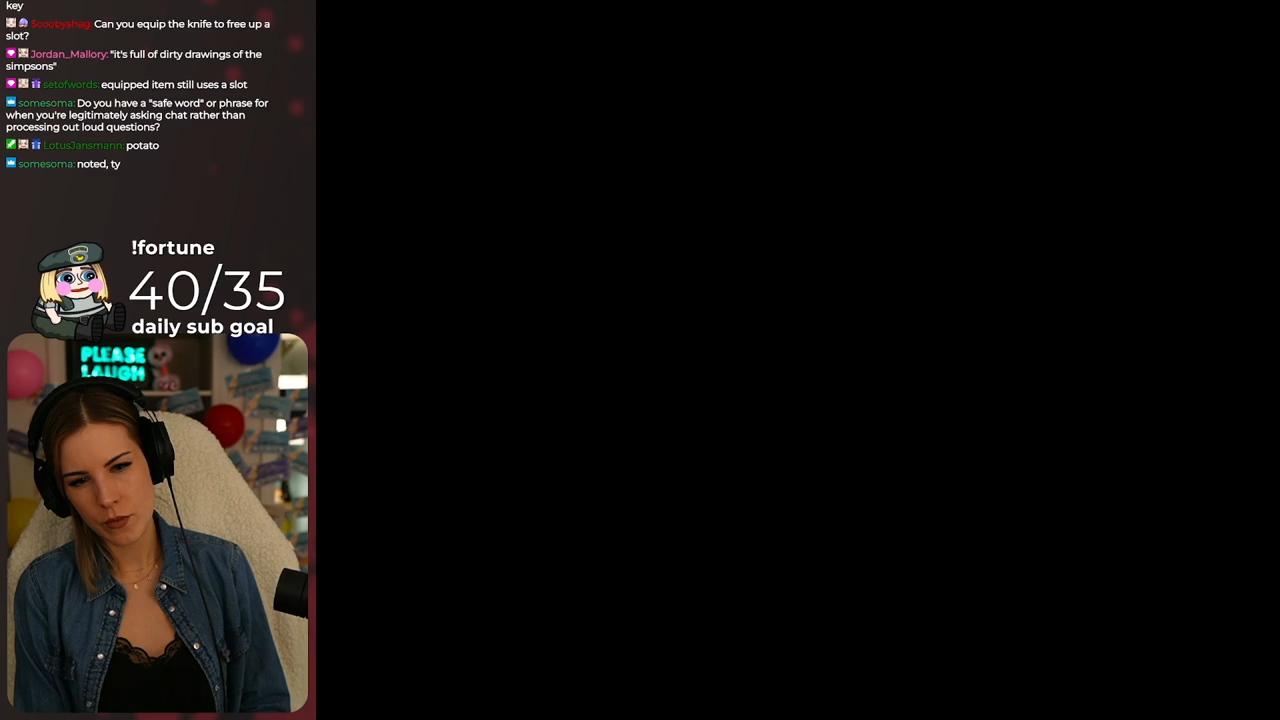 key
Scoobyshag: Can you equip the knife to free up a
slot?
Jordan_Mallory: "it's full of dirty drawings of the
simpsons"
setofwords: equipped item still uses a slot
somesoma: Do you have a "safe word" or phrase for
when you're legitimately asking chat rather than
processing out loud questions?
LotusJansmann: potato
somesoma: noted, ty
!fortune
40/35
daily sub goal
PLEASE
LAUGH